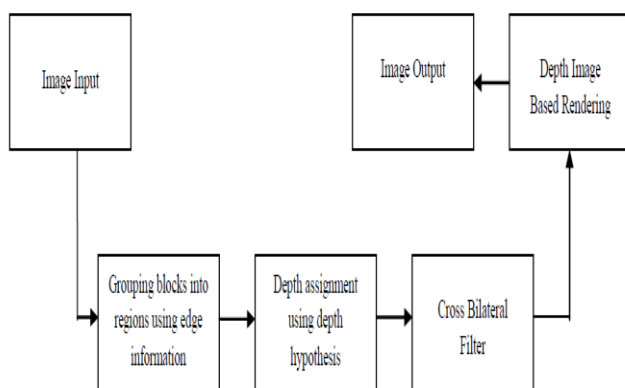 Image Input
Image Output
Depth Image
Based Rendering
Grouping blocks into
regions using edge
information
Depth assignment
using depth
hypothesis
Cross Bilateral
Filter